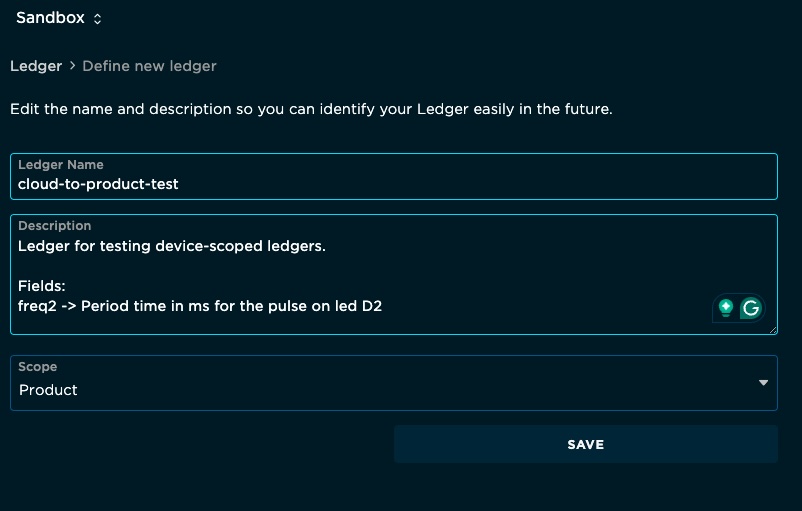 Sandbox
Ledger > Define new ledger
Edit the name and description so you can identify your Ledger easily in the future.
Ledger Name
cloud-to-product-test
Description
Ledger for testing device-scoped ledgers.
Fields:
freq2 -> Period time in ms for the pulse on led D2
Scope
Product
SAVE